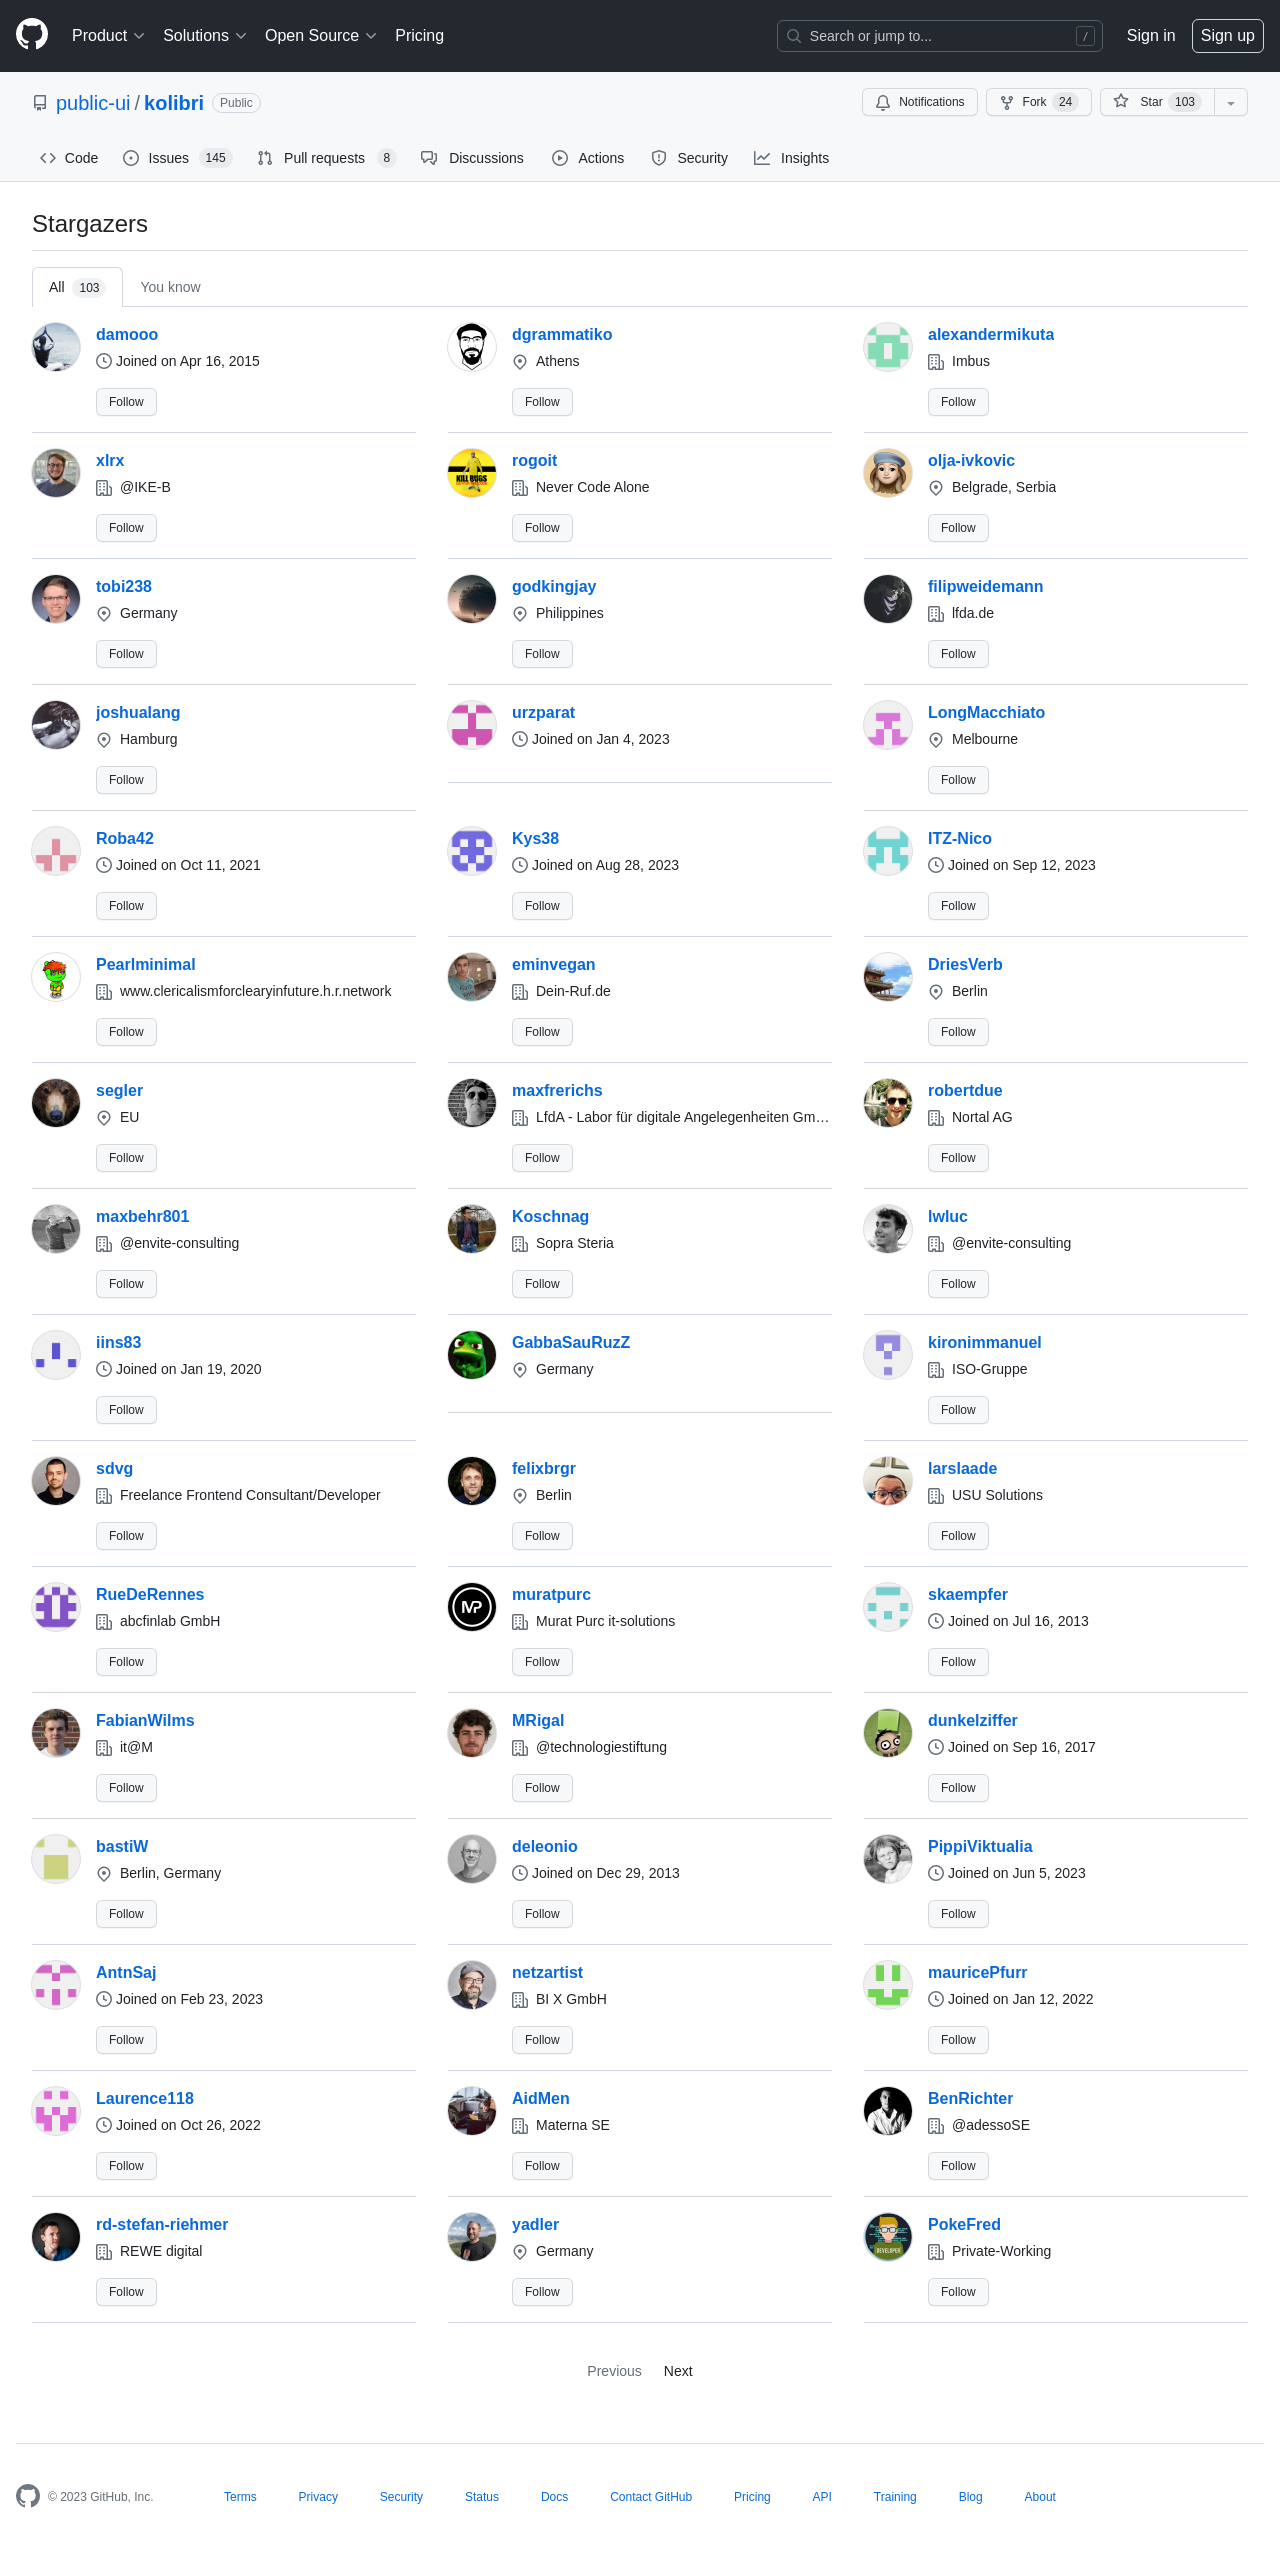 Product Solutions Open Source Pricing Search or jump to... / Sign in Sign up
public-ui / kolibri Public Notifications Fork 24 Star 103
Code Issues 145 Pull requests 8 Discussions Actions Security Insights
Stargazers
All 103 You know
damooo
Joined on Apr 16, 2015
Follow
dgrammatiko
Athens
Follow
alexandermikuta
Imbus
Follow
xlrx
@IKE-B
Follow
KILL BUGS
rogoit
Never Code Alone
Follow
olja-ivkovic
Belgrade, Serbia
Follow
tobi238
Germany
Follow
godkingjay
Philippines
Follow
filipweidemann
lfda.de
Follow
joshualang
Hamburg
Follow
urzparat
Joined on Jan 4, 2023
LongMacchiato
Melbourne
Follow
Roba42
Joined on Oct 11, 2021
Follow
Kys38
Joined on Aug 28, 2023
Follow
ITZ-Nico
Joined on Sep 12, 2023
Follow
Pearlminimal
www.clericalismforclearyinfuture.h.r.network
Follow
eminvegan
Dein-Ruf.de
Follow
DriesVerb
Berlin
Follow
segler
EU
Follow
maxfrerichs
LfdA - Labor für digitale Angelegenheiten Gm…
Follow
robertdue
Nortal AG
Follow
maxbehr801
@envite-consulting
Follow
Koschnag
Sopra Steria
Follow
lwluc
@envite-consulting
Follow
iins83
Joined on Jan 19, 2020
Follow
GabbaSauRuzZ
Germany
kironimmanuel
ISO-Gruppe
Follow
sdvg
Freelance Frontend Consultant/Developer
Follow
felixbrgr
Berlin
Follow
larslaade
USU Solutions
Follow
RueDeRennes
abcfinlab GmbH
Follow
MP
muratpurc
Murat Purc it-solutions
Follow
skaempfer
Joined on Jul 16, 2013
Follow
FabianWilms
it@M
Follow
MRigal
@technologiestiftung
Follow
dunkelziffer
Joined on Sep 16, 2017
Follow
bastiW
Berlin, Germany
Follow
deleonio
Joined on Dec 29, 2013
Follow
PippiViktualia
Joined on Jun 5, 2023
Follow
AntnSaj
Joined on Feb 23, 2023
Follow
netzartist
BI X GmbH
Follow
mauricePfurr
Joined on Jan 12, 2022
Follow
Laurence118
Joined on Oct 26, 2022
Follow
AidMen
Materna SE
Follow
BenRichter
@adessoSE
Follow
rd-stefan-riehmer
REWE digital
Follow
yadler
Germany
Follow
DEVELOPER
PokeFred
Private-Working
Follow
Previous Next
© 2023 GitHub, Inc. Terms Privacy Security Status Docs Contact GitHub Pricing API Training Blog About